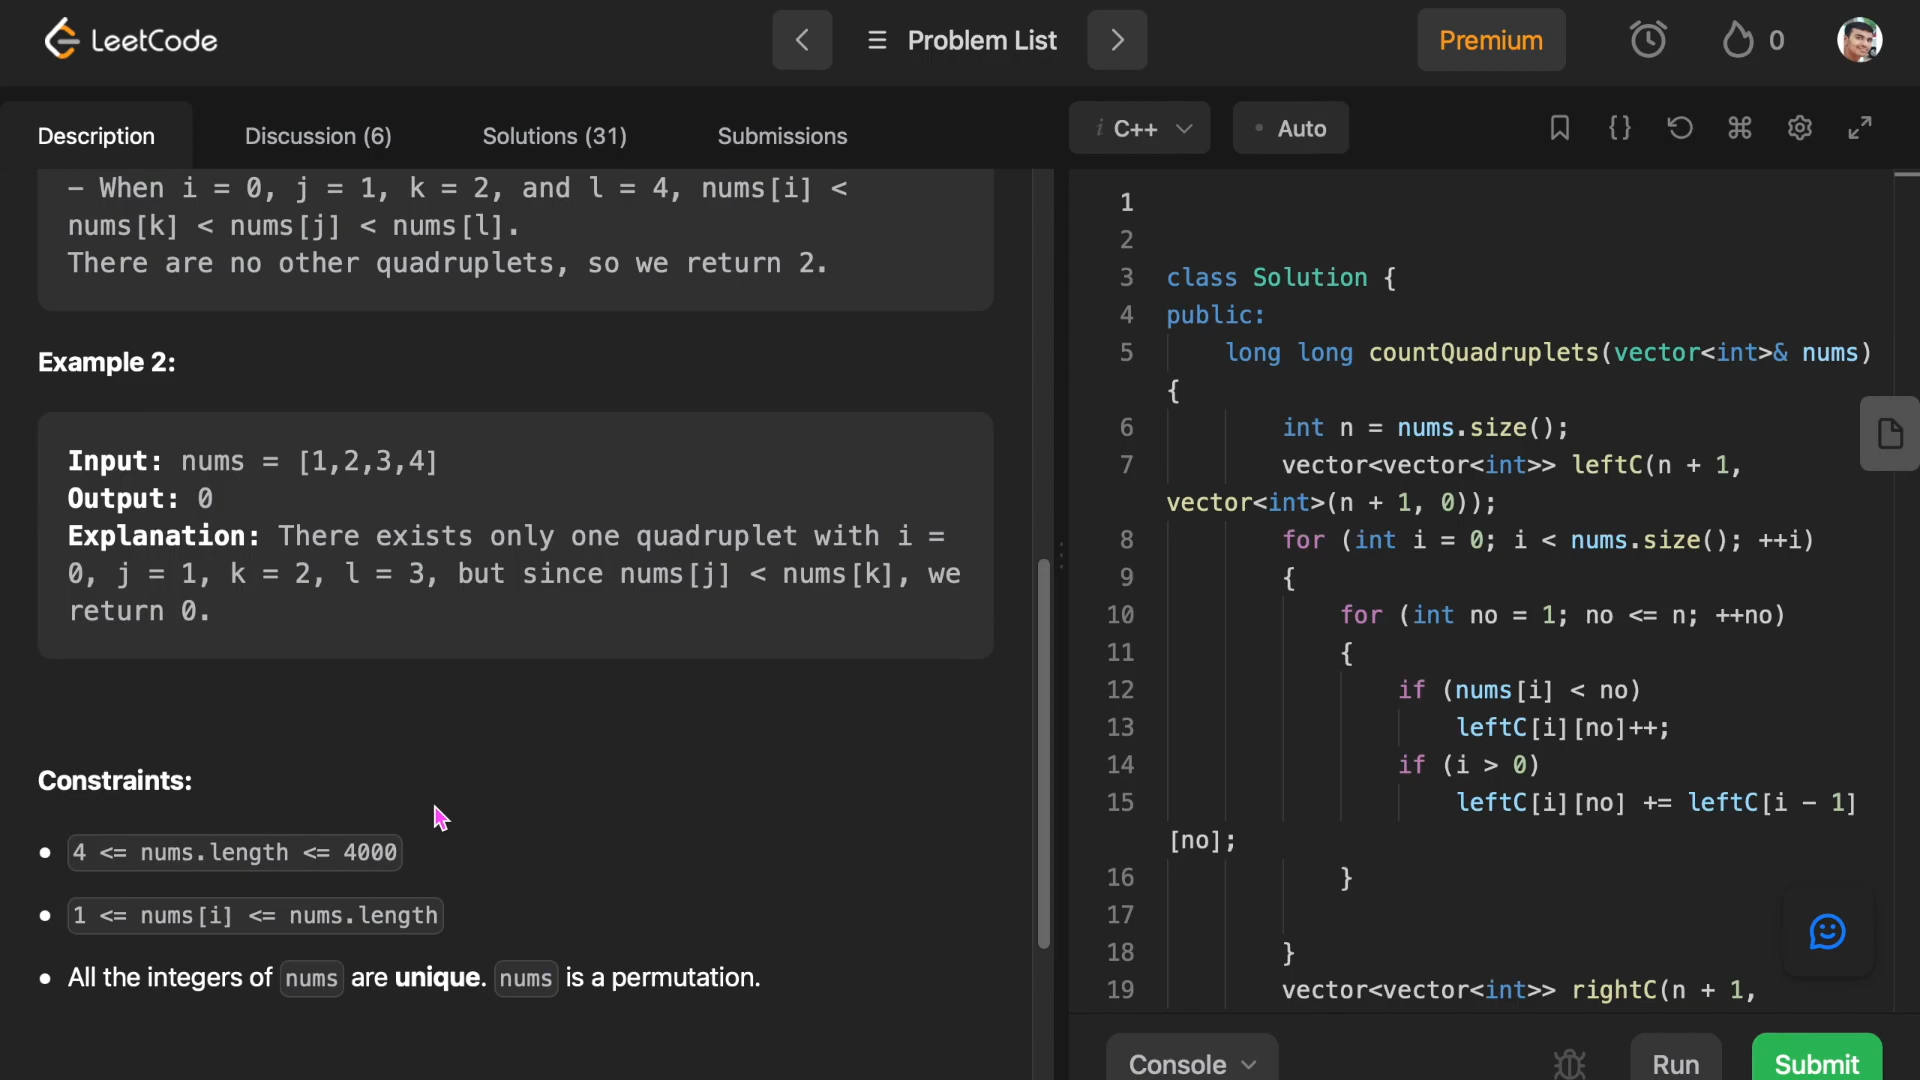 LeetCode
Problem List
Premium
0
Description
Discussion (6)
Solutions (31)
Submissions
i C++
• Auto
– When i = 0, j = 1, k = 2, and l = 4, nums[i] <
nums[k] < nums[j] < nums[l].
There are no other quadruplets, so we return 2.
Example 2:
Input: nums = [1,2,3,4]
Output: 0
Explanation: There exists only one quadruplet with i =
0, j = 1, k = 2, l = 3, but since nums[j] < nums[k], we
return 0.
Constraints:
• 4 <= nums.length <= 4000
• 1 <= nums[i] <= nums.length
• All the integers of nums are unique. nums is a permutation.
1
2
3 class Solution {
4 public:
5 long long countQuadruplets(vector<int>& nums)
{
6 int n = nums.size();
7 vector<vector<int>> leftC(n + 1,
vector<int>(n + 1, 0));
8 for (int i = 0; i < nums.size(); ++i)
9 {
10 for (int no = 1; no <= n; ++no)
11 {
12 if (nums[i] < no)
13 leftC[i][no]++;
14 if (i > 0)
15 leftC[i][no] += leftC[i - 1]
[no];
16 }
17
18 }
19 vector<vector<int>> rightC(n + 1,
Console
Run
Submit